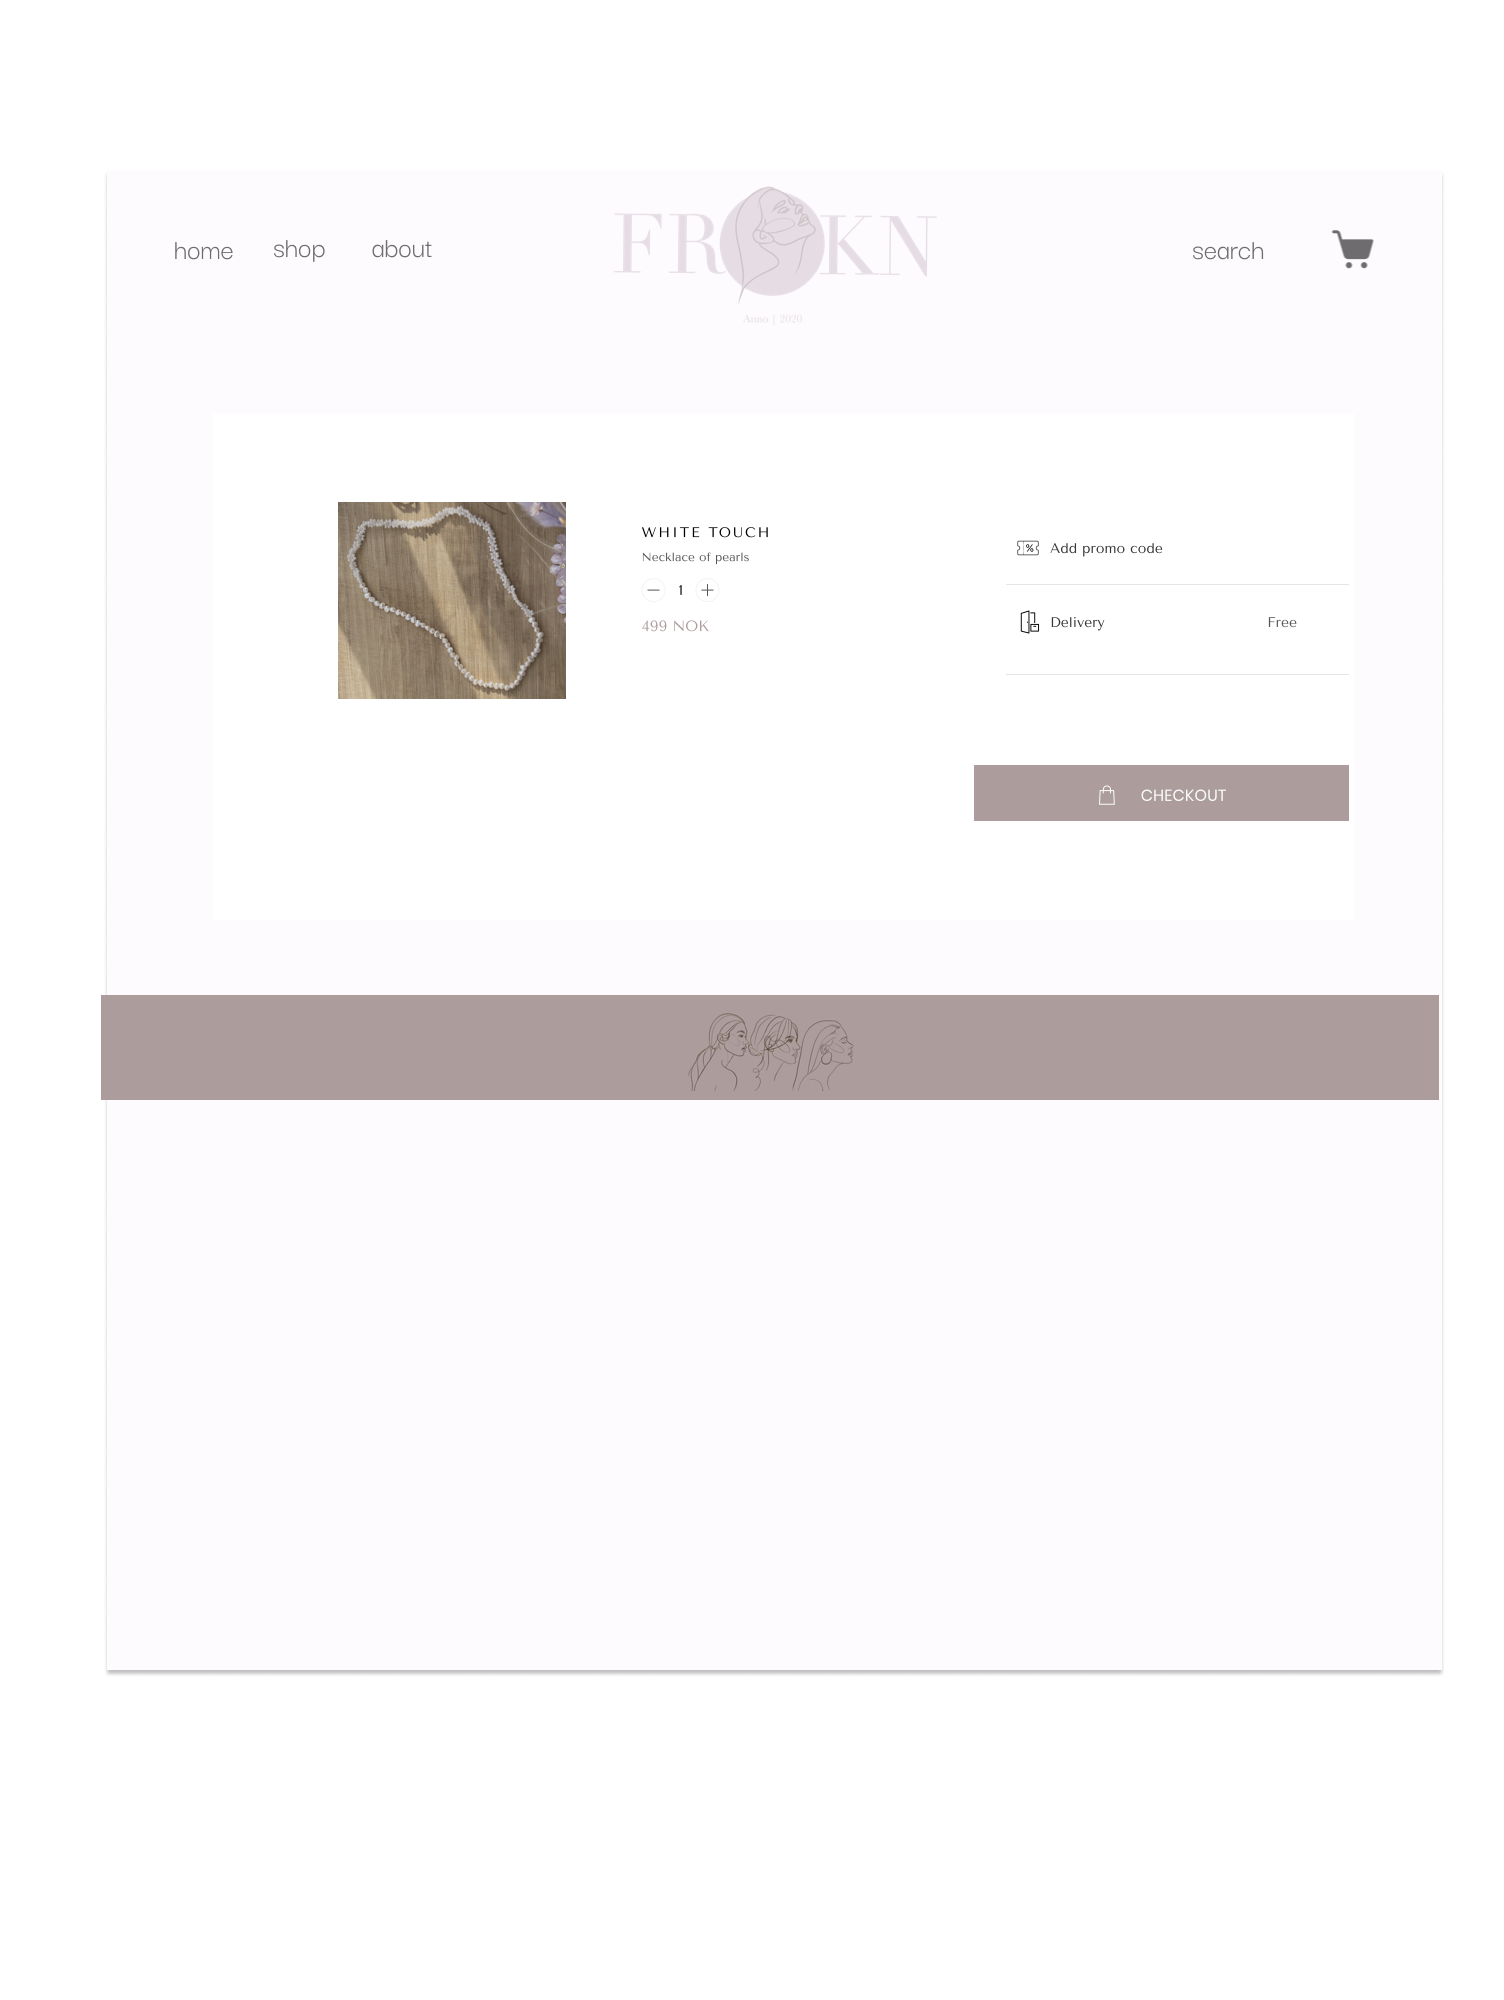 home shop about
FR KN
Anno | 2020
search
WHITE TOUCH
Necklace of pearls
1
499 NOK
Add promo code
Delivery Free
CHECKOUT